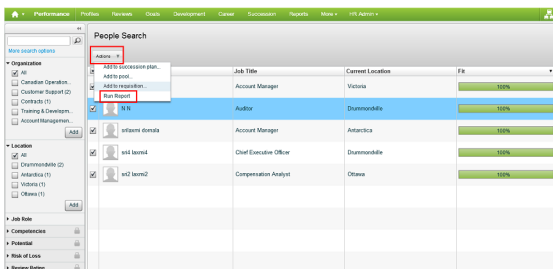 Performance Profiles Reviews Goals Development Career Succession Reports More HR Admin
People Search
More search options
Actions
Organization
All
Canadian Operation...
Customer Support (2)
Contracts (1)
Training & Developm...
Account Managemen...
Add
Location
All
Drummondville (2)
Antarctica (1)
Victoria (1)
Ottawa (1)
Add
Job Role
Competencies
Potential
Risk of Loss
Review Rating
Add to succession plan...
Add to pool...
Add to requisition...
Run Report
Job Title Current Location Fit
Account Manager Victoria 100%
N N Auditor Drummondville 100%
srilaxmi domala Account Manager Antarctica 100%
sri4 laxmi4 Chief Executive Officer Drummondville 100%
sri2 laxmi2 Compensation Analyst Ottawa 100%